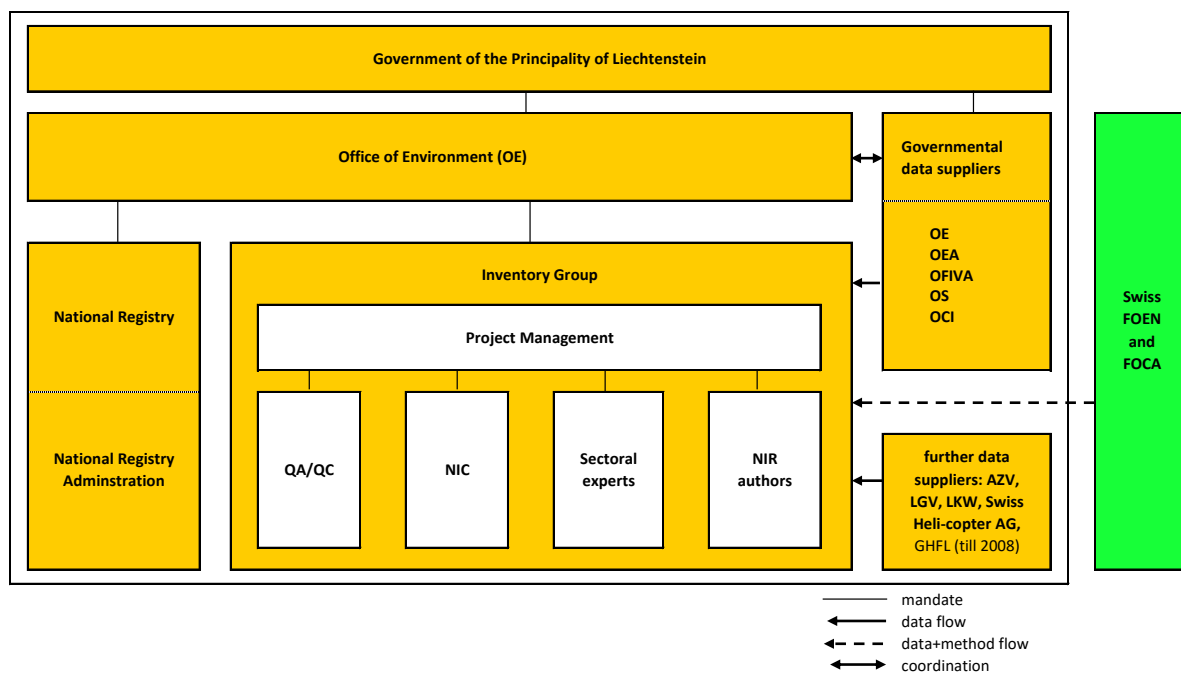 Government of the Principality of Liechtenstein
Office of Environment (OE)
Governmental
data suppliers
OE
OEA
OFIVA
OS
OCI
Swiss
FOEN
and
FOCA
National Registry
National Registry
Adminstration
Inventory Group
Project Management
QA/QC
NIC
Sectoral
experts
NIR
authors
further data
suppliers: AZV,
LGV, LKW, Swiss
Heli-copter AG,
GHFL (till 2008)
mandate
data flow
data+method flow
coordination